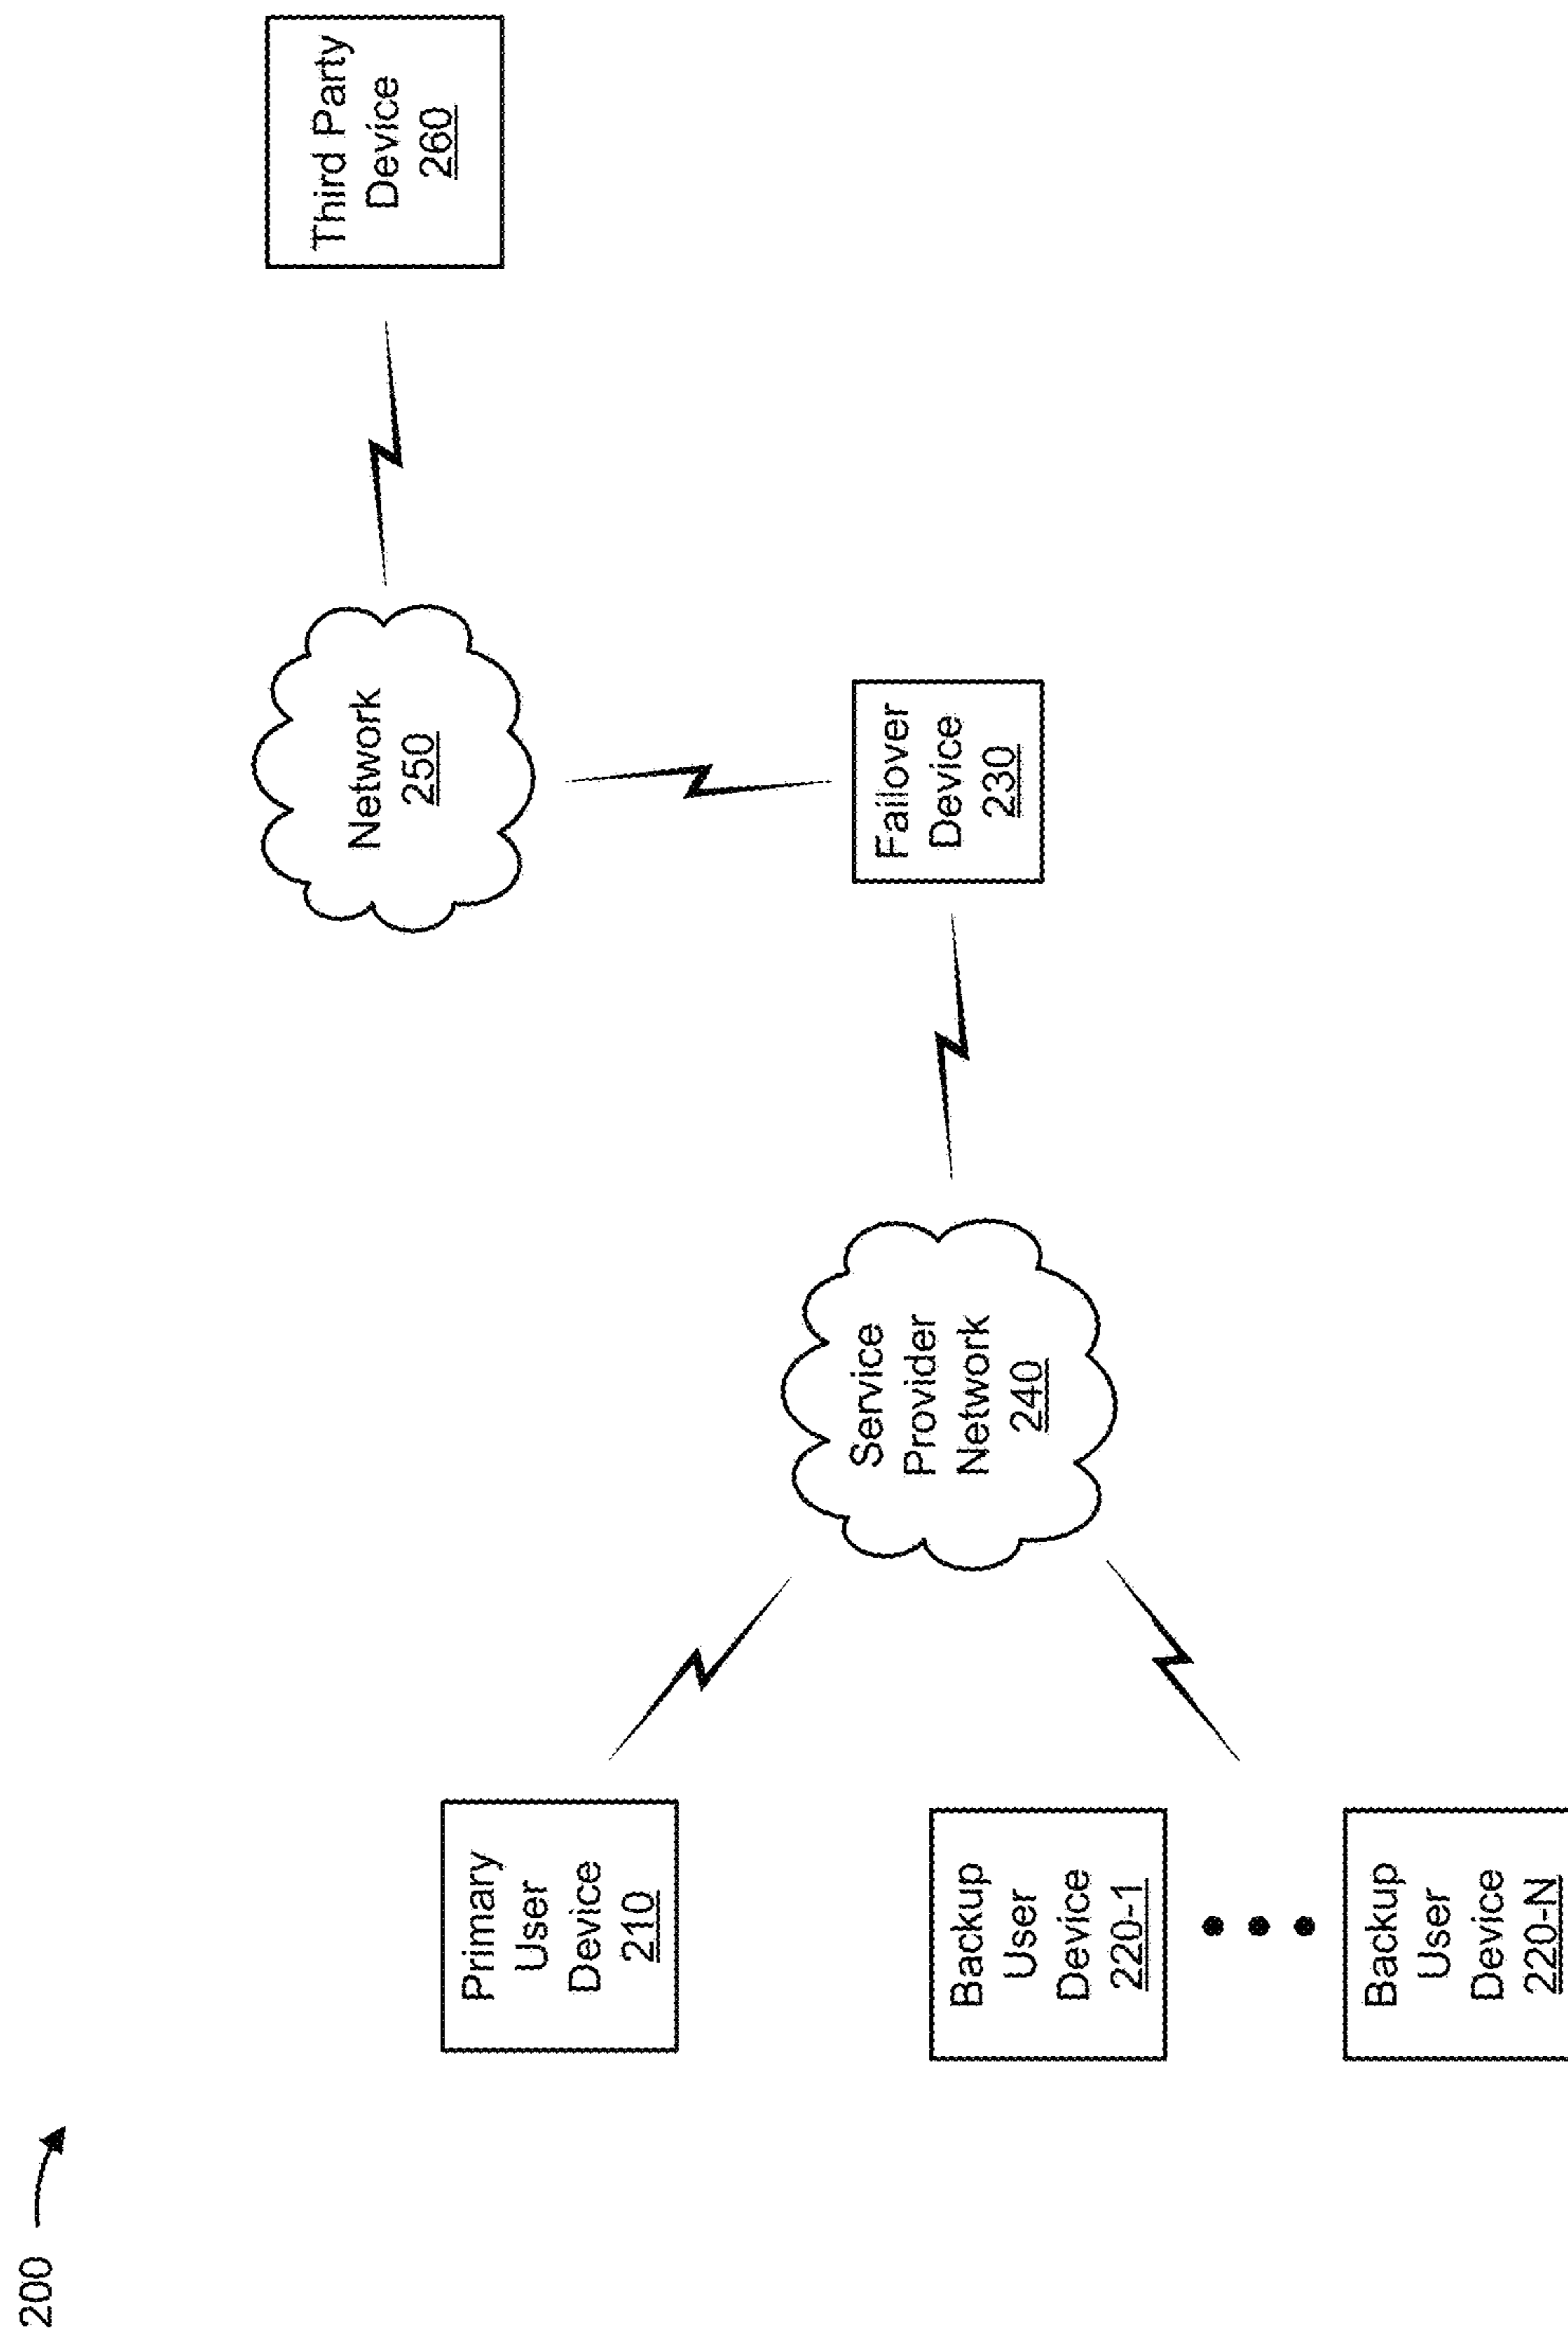 200
Primary
User
Device
210
Backup
User
Device
220-1
Backup
User
Device
220-N
Service
Provider
Network
240
Failover
Device
230
Network
250
Third Party
Device
260